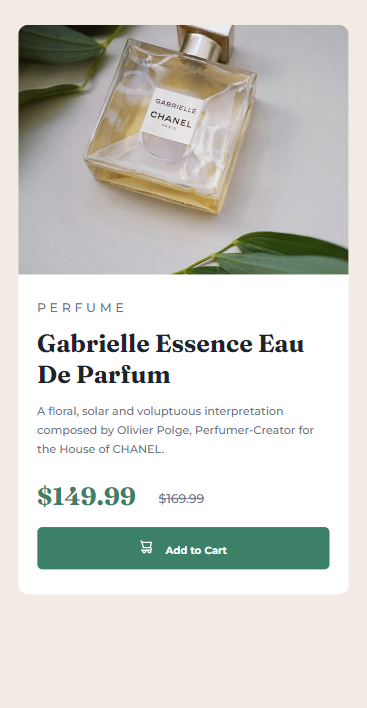 GABRIELLE
CHANEL
PARIS
PERFUME
Gabrielle Essence Eau
De Parfum
A floral, solar and voluptuous interpretation
composed by Olivier Polge, Perfumer-Creator for
the House of CHANEL.
$149.99 $169.99
Add to Cart